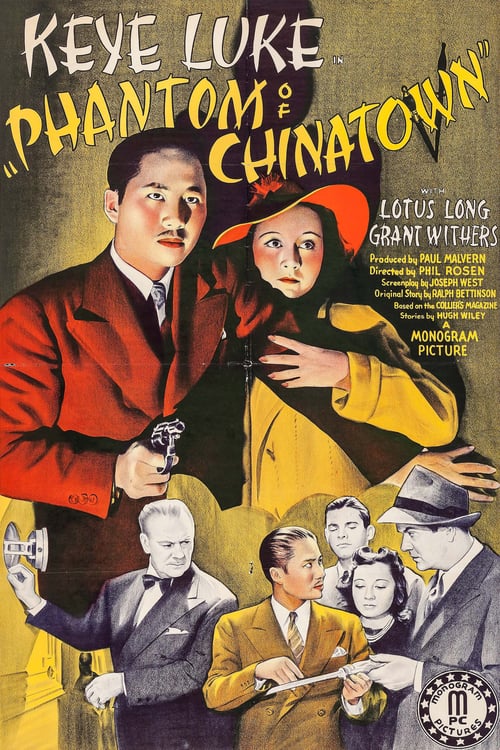 KEYE LUKE IN
"PHANTOM OF
CHINATOWN"
WITH
LOTUS LONG
GRANT WITHERS
Produced by PAUL MALVERN
Directed by PHIL ROSEN
Screenplay by JOSEPH WEST
Original Story by RALPH BETTINSON
Based on the COLLIER'S MAGAZINE
Stories by HUGH WILEY
A
MONOGRAM
PICTURE
MONOGRAM
M
PC
PICTURES